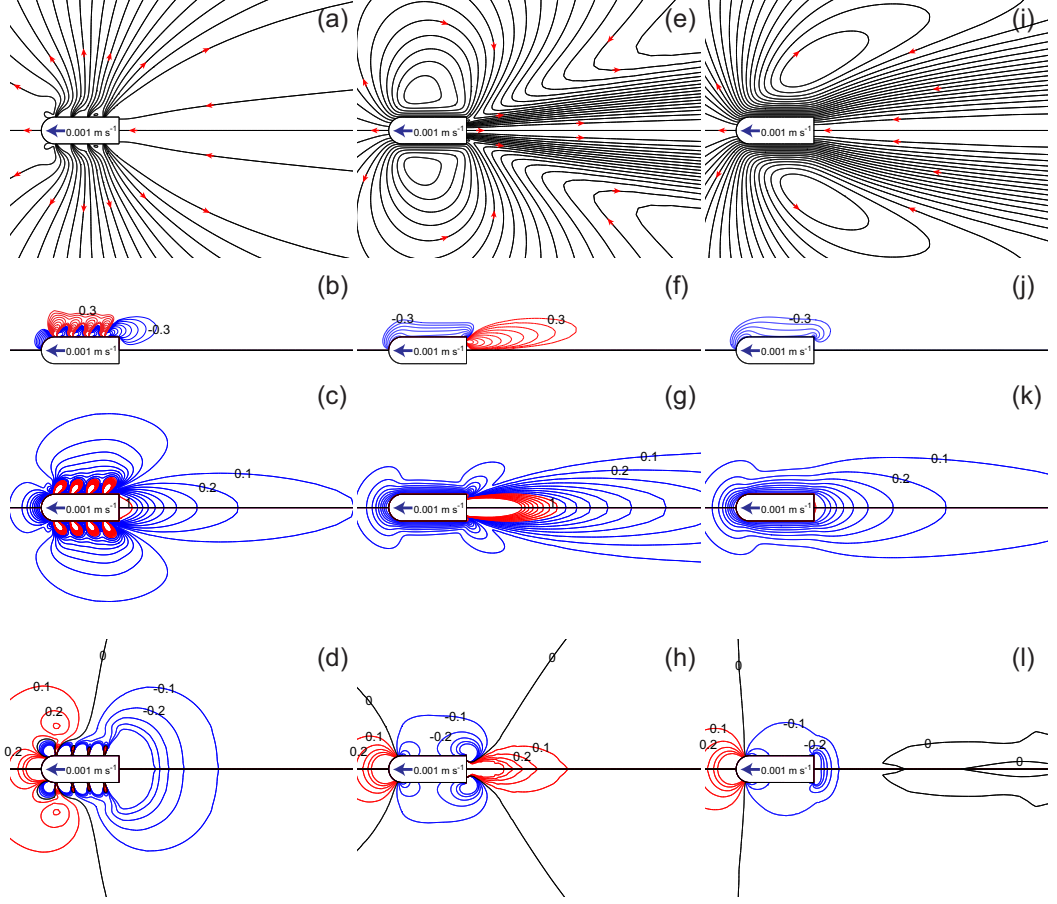 (a) (e) (i)
0.001 m s⁻¹ 0.001 m s⁻¹ 0.001 m s⁻¹
(b) (f) (j)
0.3 -0.3 -0.3 0.3 -0.3
0.001 m s⁻¹ 0.001 m s⁻¹ 0.001 m s⁻¹
(c) (g) (k)
0.1 0.1 0.1
0.2 0.2 0.2
0.001 m s⁻¹ 1 0.001 m s⁻¹ 1 0.001 m s⁻¹
(d) (h) (l)
0 0 0
0.1 -0.1 0 -0.1 -0.1 -0.1 0
0.2 -0.2 0.1 -0.2 0.1 0.2 -0.2
0.2 0.2 0.2 0
0.001 m s⁻¹ 0.001 m s⁻¹ 0.001 m s⁻¹